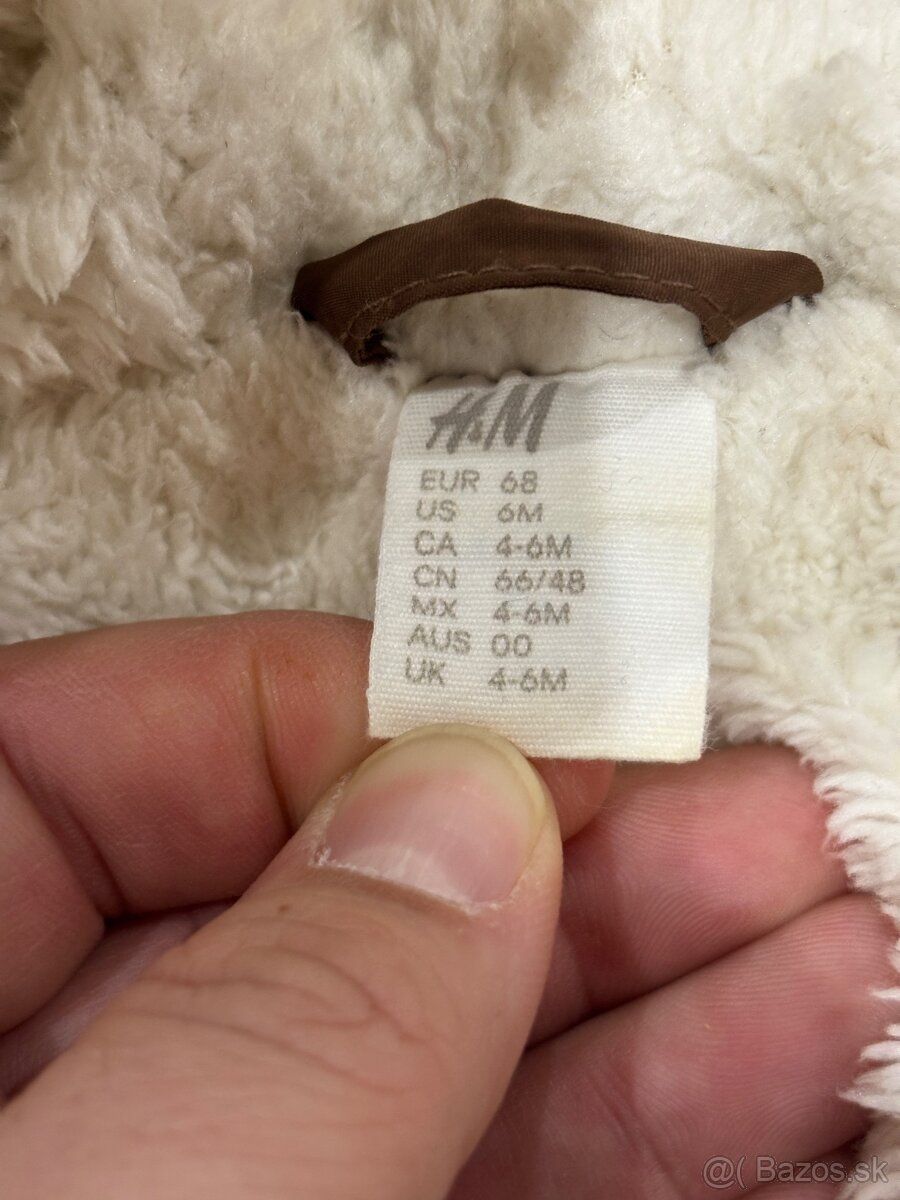 H&M
EUR 68
US 6M
CA 4-6M
CN 66/48
MX 4-6M
AUS 00
UK 4-6M
@( Bazos.sk